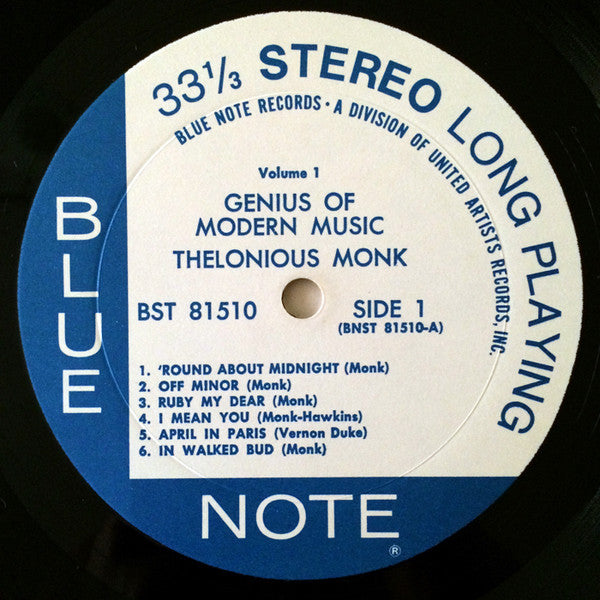 33⅓ STEREO LONG PLAYING
BLUE NOTE RECORDS · A DIVISION OF UNITED ARTISTS RECORDS, INC.
Volume 1
GENIUS OF
MODERN MUSIC
THELONIOUS MONK
BST 81510
SIDE 1
(BNST 81510-A)
1. 'ROUND ABOUT MIDNIGHT (Monk)
2. OFF MINOR (Monk)
3. RUBY MY DEAR (Monk)
4. I MEAN YOU (Monk-Hawkins)
5. APRIL IN PARIS (Vernon Duke)
6. IN WALKED BUD (Monk)
BLUE
NOTE
®